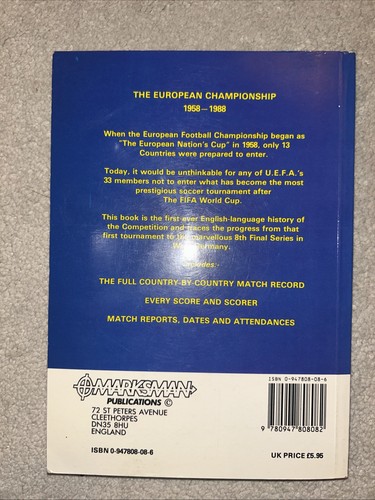 THE EUROPEAN CHAMPIONSHIP
1958—1988
When the European Football Championship began as
"The European Nation's Cup" in 1958, only 13
Countries were prepared to enter.
Today, it would be unthinkable for any of U.E.F.A.'s
33 members not to enter what has become the most
prestigious soccer tournament after
The FIFA World Cup.
This book is the first ever English-language history of
the Competition and traces the progress from that
first tournament to the marvellous 8th Final Series in
West Germany.
THE FULL COUNTRY-BY-COUNTRY MATCH RECORD
EVERY SCORE AND SCORER
MATCH REPORTS, DATES AND ATTENDANCES
MARKSMAN
PUBLICATIONS ©
72 ST PETERS AVENUE
CLEETHORPES
DN35 8HU
ENGLAND
ISBN 0-947808-08-6
ISBN 0-947808-08-6
9 780947 808082
UK PRICE £5.95